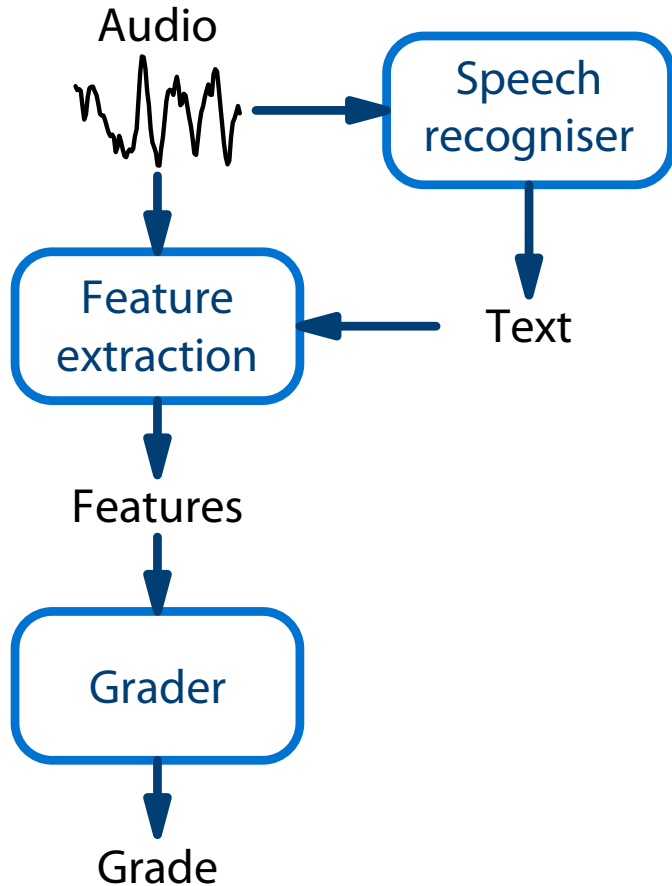 Audio
Speech
recogniser
Feature
extraction
Text
Features
Grader
Grade